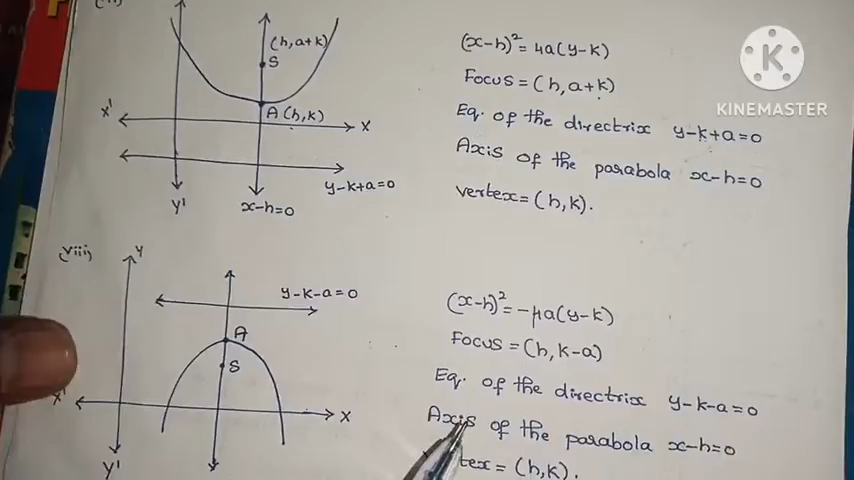 (h, a+k)
S
A (h, k)
X'
X
y-k+a=0
Y'
x-h=0
(x-h)² = 4a(y-k)
Focus = (h, a+k)
Eq. of the directrix y-k+a=0
Axis of the parabola x-h=0
vertex = (h, k).
KINEMASTER
(viii)
Y
y-k-a=0
A
S
X'
X
Y'
(x-h)² = -4a(y-k)
Focus = (h, k-a)
Eq. of the directrix y-k-a=0
Axis of the parabola x-h=0
tex = (h, k).